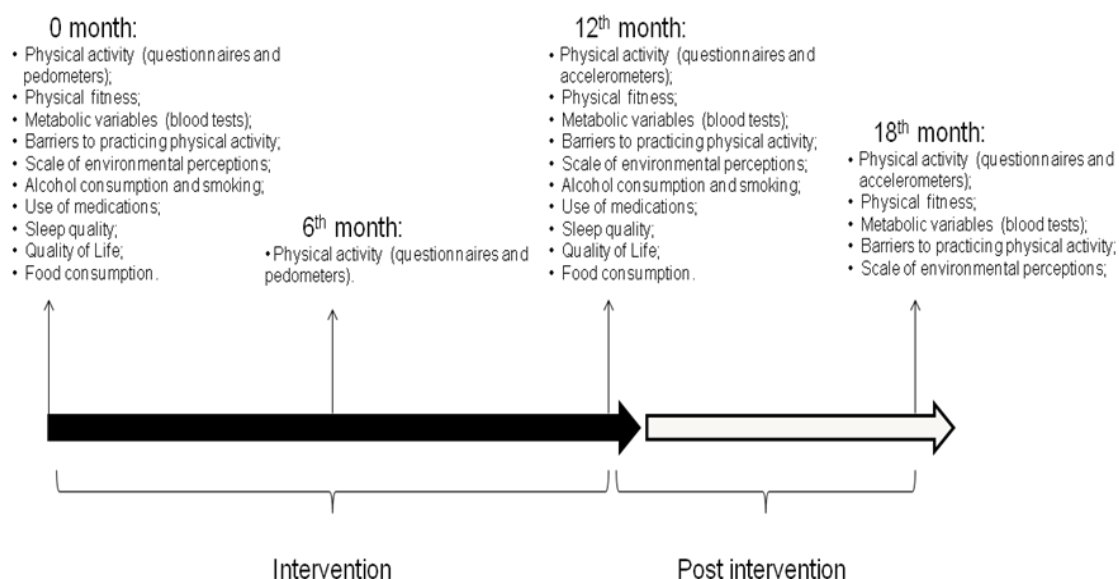 0 month:
• Physical activity (questionnaires and
pedometers);
• Physical fitness;
• Metabolic variables (blood tests);
• Barriers to practicing physical activity;
• Scale of environmental perceptions;
• Alcohol consumption and smoking;
• Use of medications;
• Sleep quality;
• Quality of Life;
• Food consumption.
6th month:
• Physical activity (questionnaires and
pedometers).
12th month:
• Physical activity (questionnaires and
accelerometers);
• Physical fitness;
• Metabolic variables (blood tests);
• Barriers to practicing physical activity;
• Scale of environmental perceptions;
• Alcohol consumption and smoking;
• Use of medications;
• Sleep quality;
• Quality of Life;
• Food consumption.
18th month:
• Physical activity (questionnaires and
accelerometers);
• Physical fitness;
• Metabolic variables (blood tests);
• Barriers to practicing physical activity;
• Scale of environmental perceptions;
Intervention
Post intervention